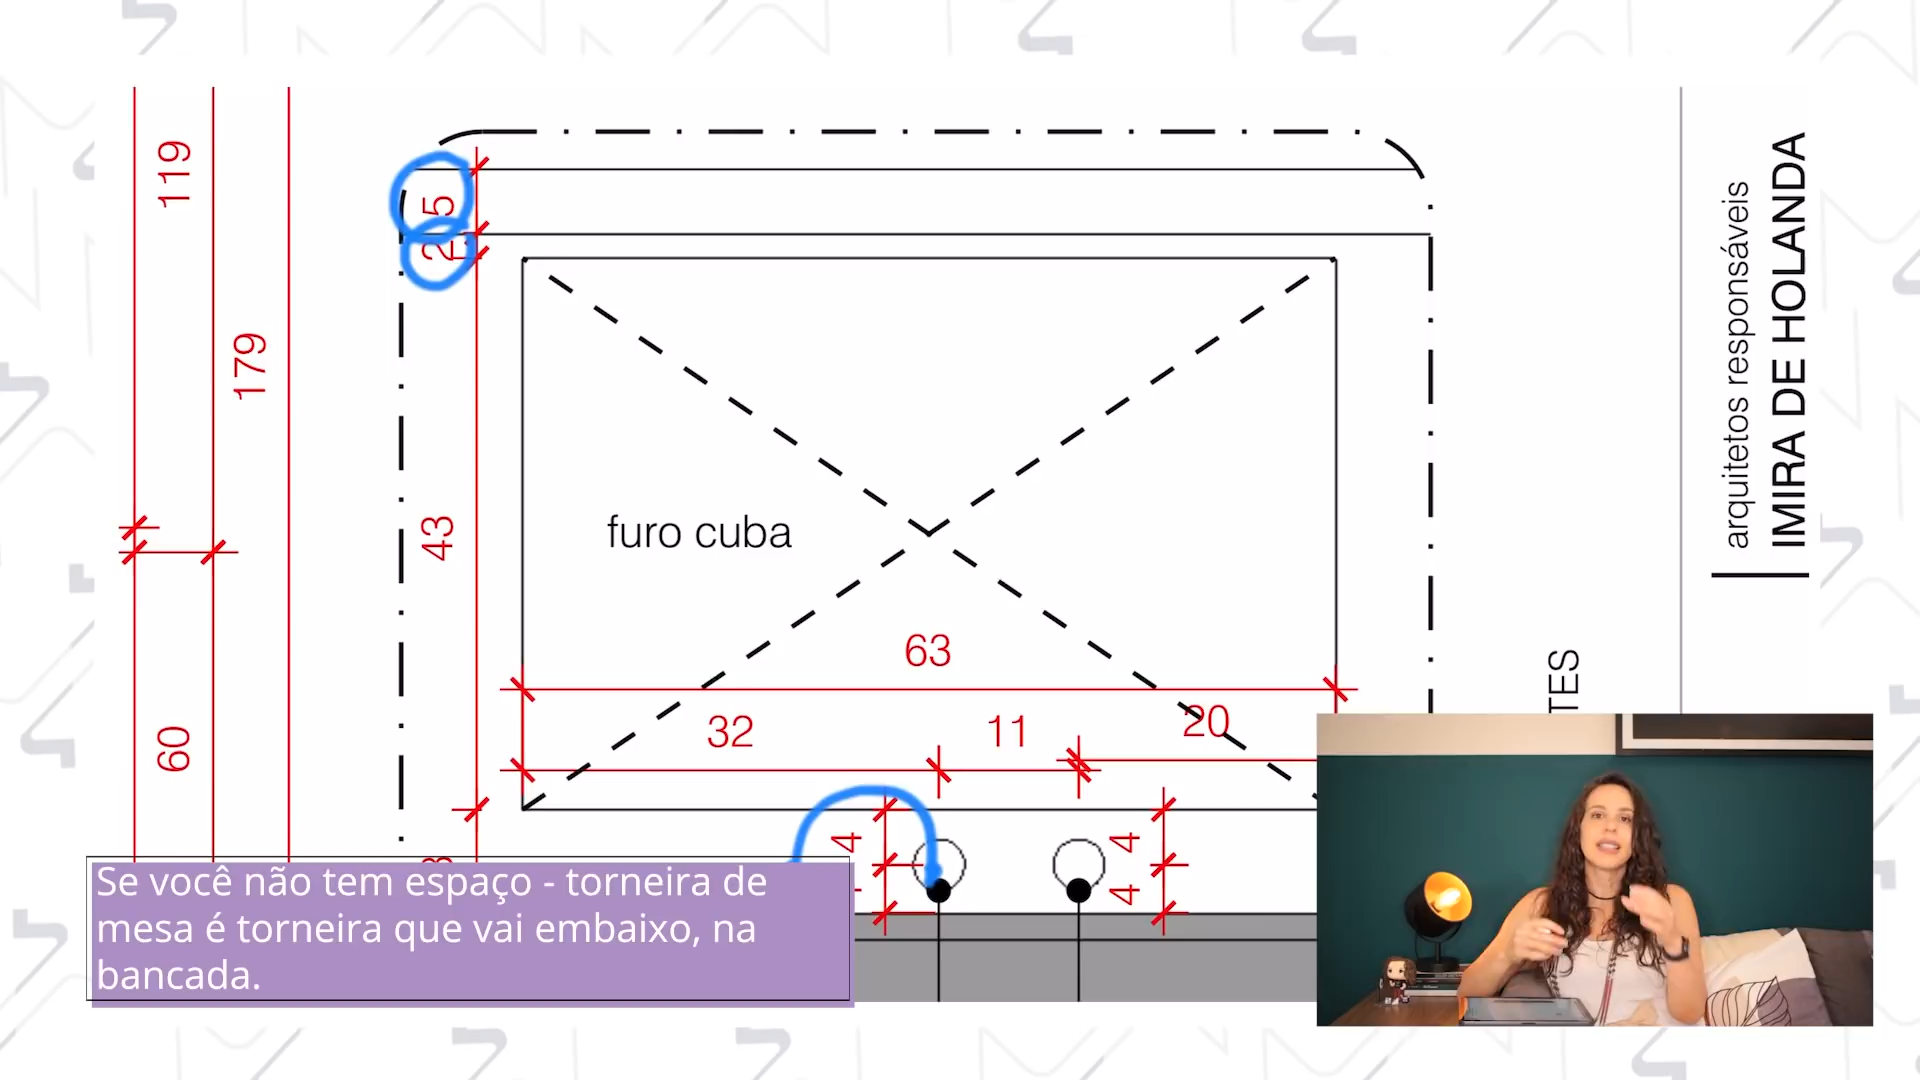 119
179
60
5
2
43
furo cuba
63
32
11
20
4
4
4
arquitetos responsáveis
IMIRA DE HOLANDA
TES
Se você não tem espaço - torneira de
mesa é torneira que vai embaixo, na
bancada.